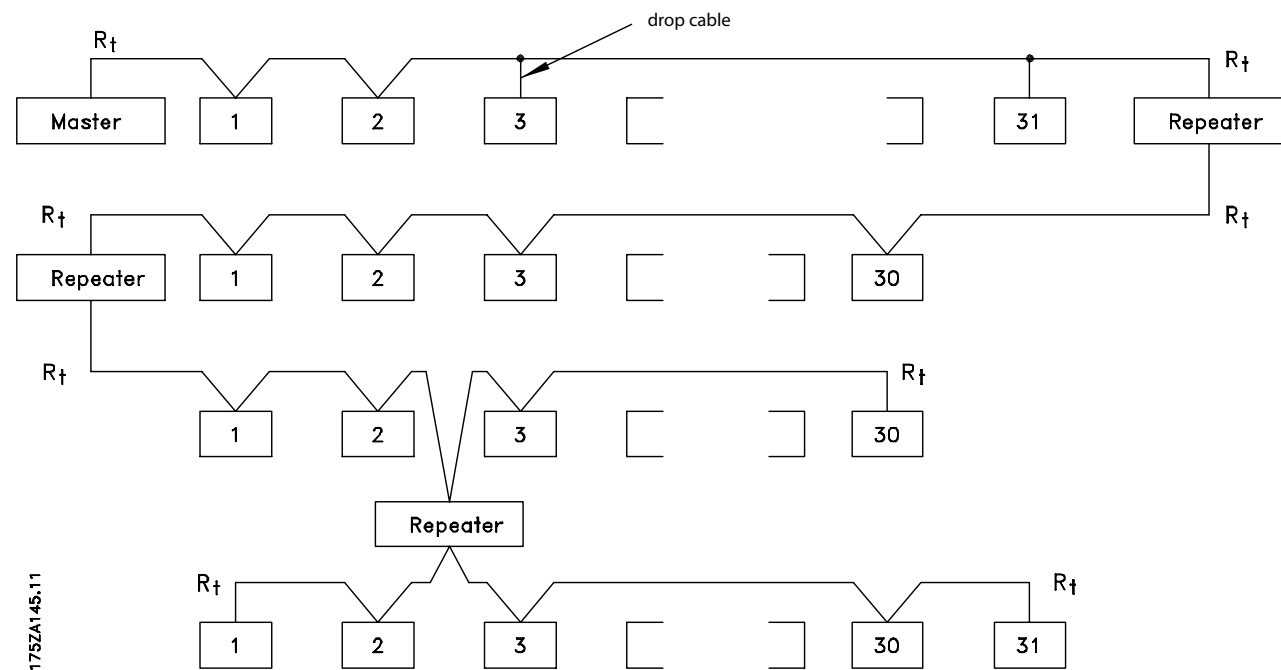 drop cable
Rt Rt
Master 1 2 3 31 Repeater
Rt Rt
Repeater 1 2 3 30
Rt Rt
1 2 3 30
Repeater
Rt Rt
1 2 3 30 31
175ZA145.11